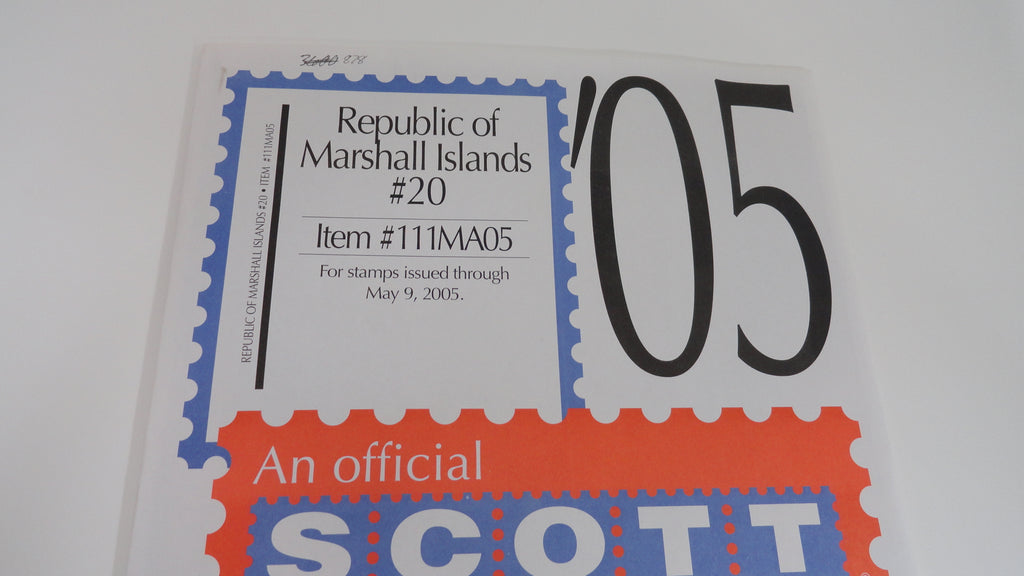 878
Republic of
Marshall Islands
#20
Item #111MA05
For stamps issued through
May 9, 2005.
REPUBLIC OF MARSHALL ISLANDS #20 • ITEM #111MA05
'05
An official
SCOTT